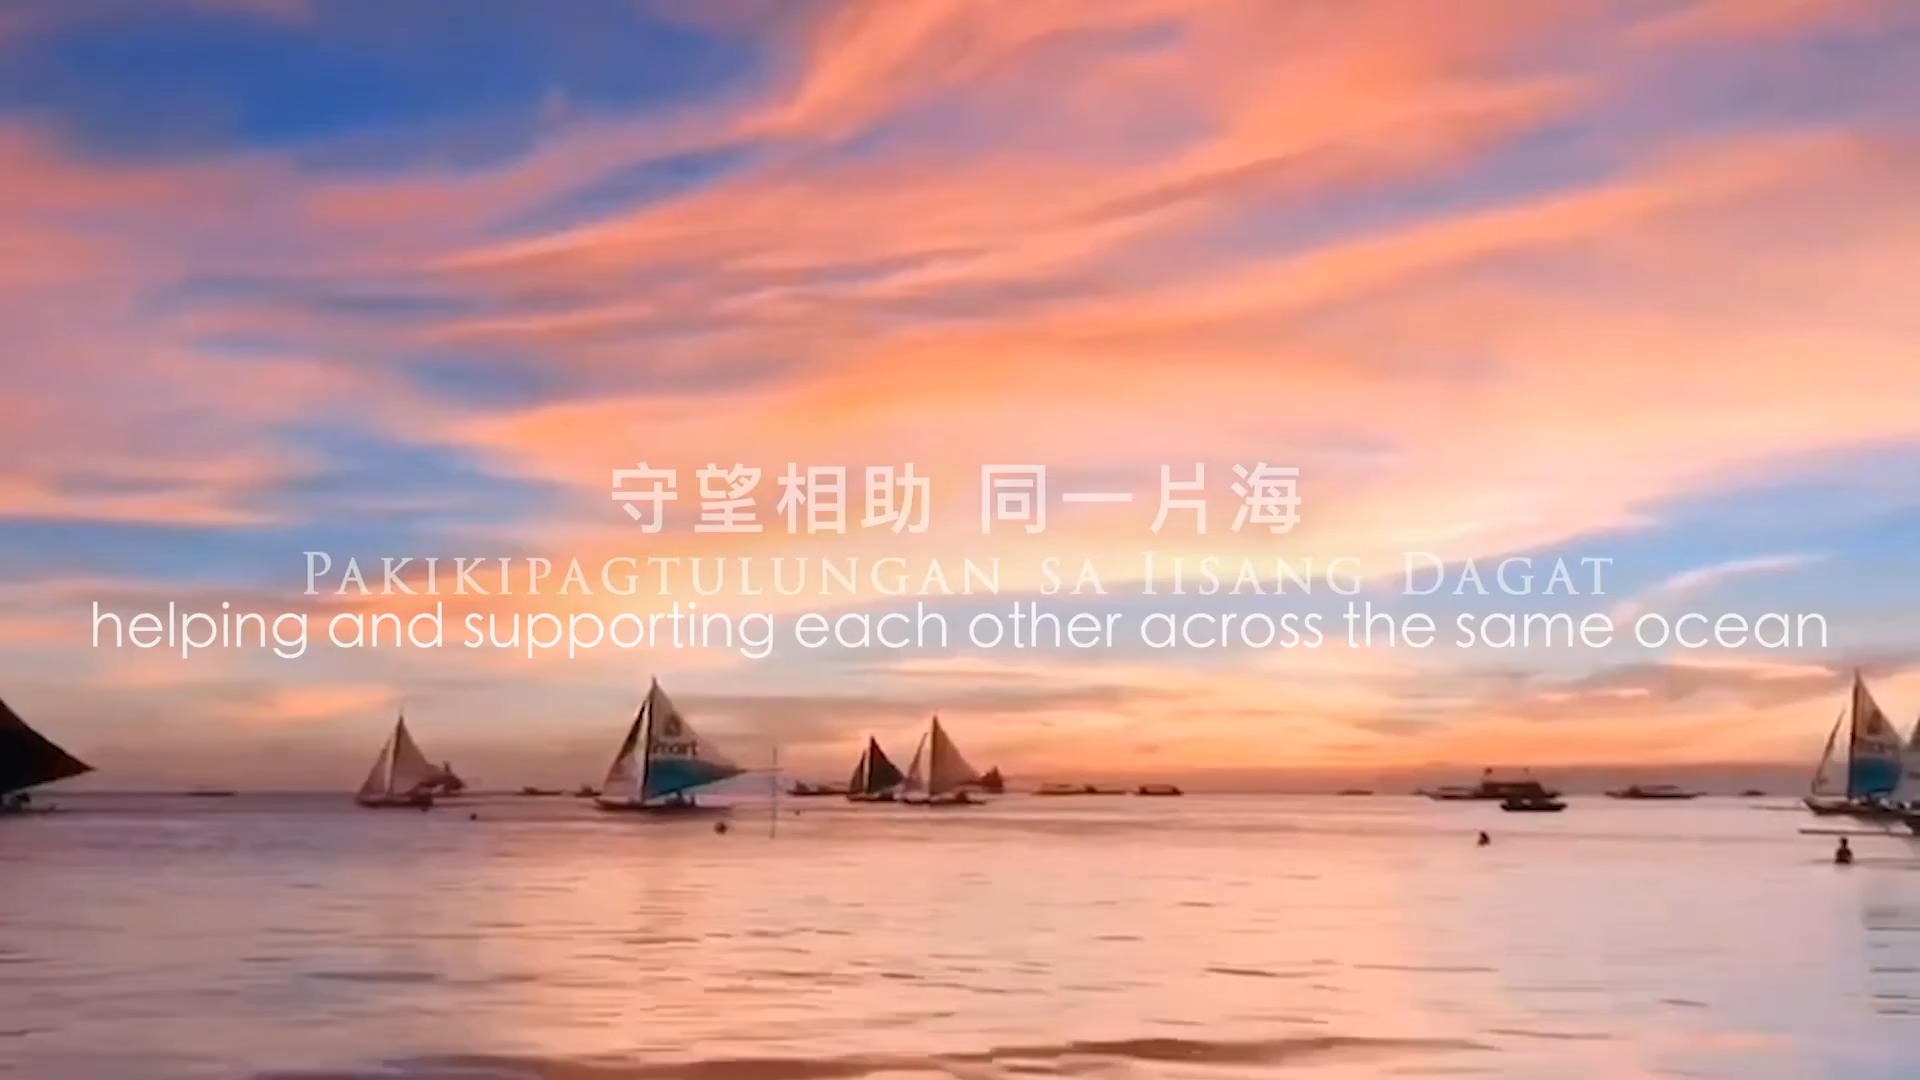 守望相助 同一片海
Pakikipagtulungan sa Iisang Dagat
helping and supporting each other across the same ocean